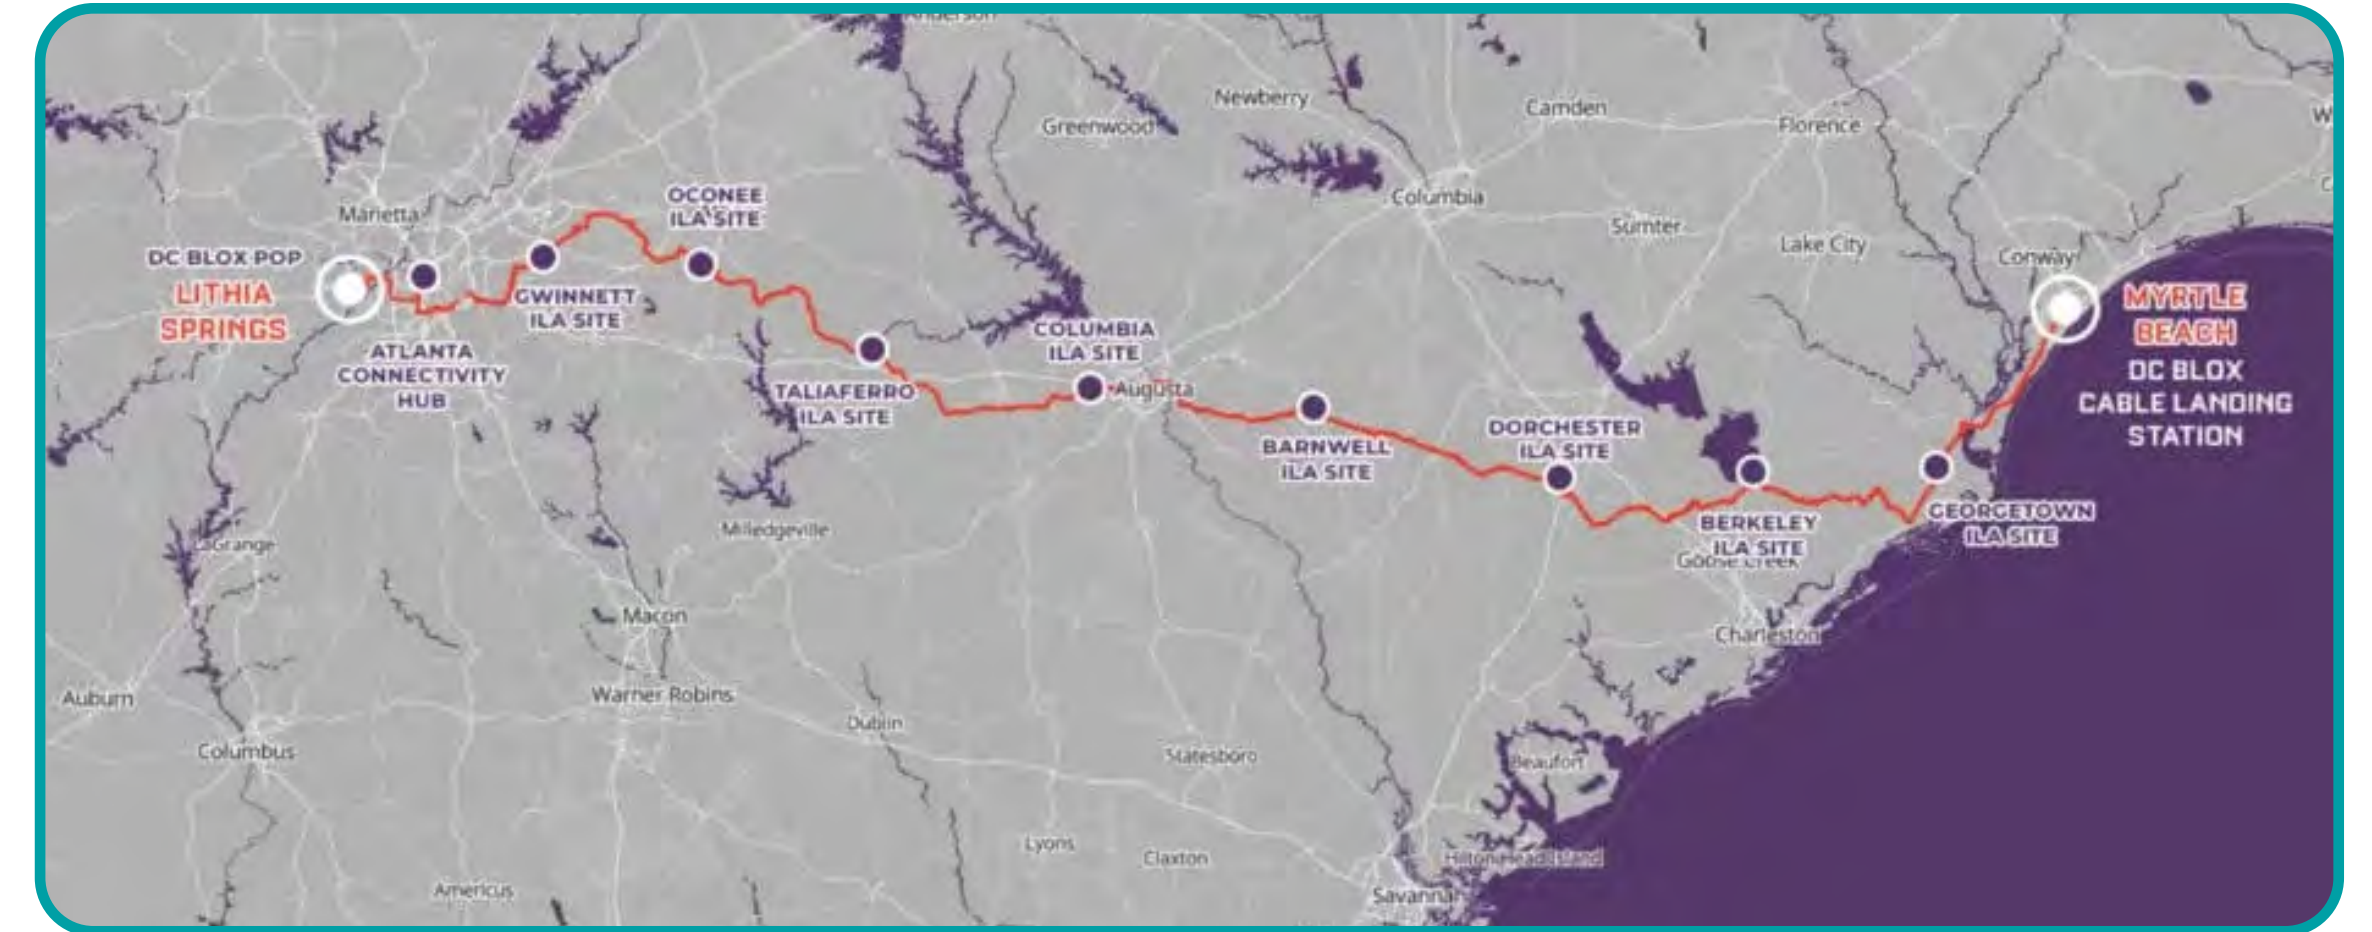 Anderson
Newberry
Greenwood
Camden
Florence
Columbia
OCONEE
ILA SITE
Marietta
Sumter
Lake City
Conway
DC BLOX POP
LITHIA
SPRINGS
GWINNETT
ILA SITE
MYRTLE
BEACH
DC BLOX
CABLE LANDING
STATION
ATLANTA
CONNECTIVITY
HUB
COLUMBIA
ILA SITE
Augusta
TALIAFERRO
ILA SITE
BARNWELL
ILA SITE
DORCHESTER
ILA SITE
BERKELEY
ILA SITE
Goose Creek
GEORGETOWN
ILA SITE
Milledgeville
LaGrange
Macon
Charleston
Warner Robins
Auburn
Dublin
Columbus
Statesboro
Beaufort
Lyons
Claxton
Hilton Head Island
Americus
Savannah